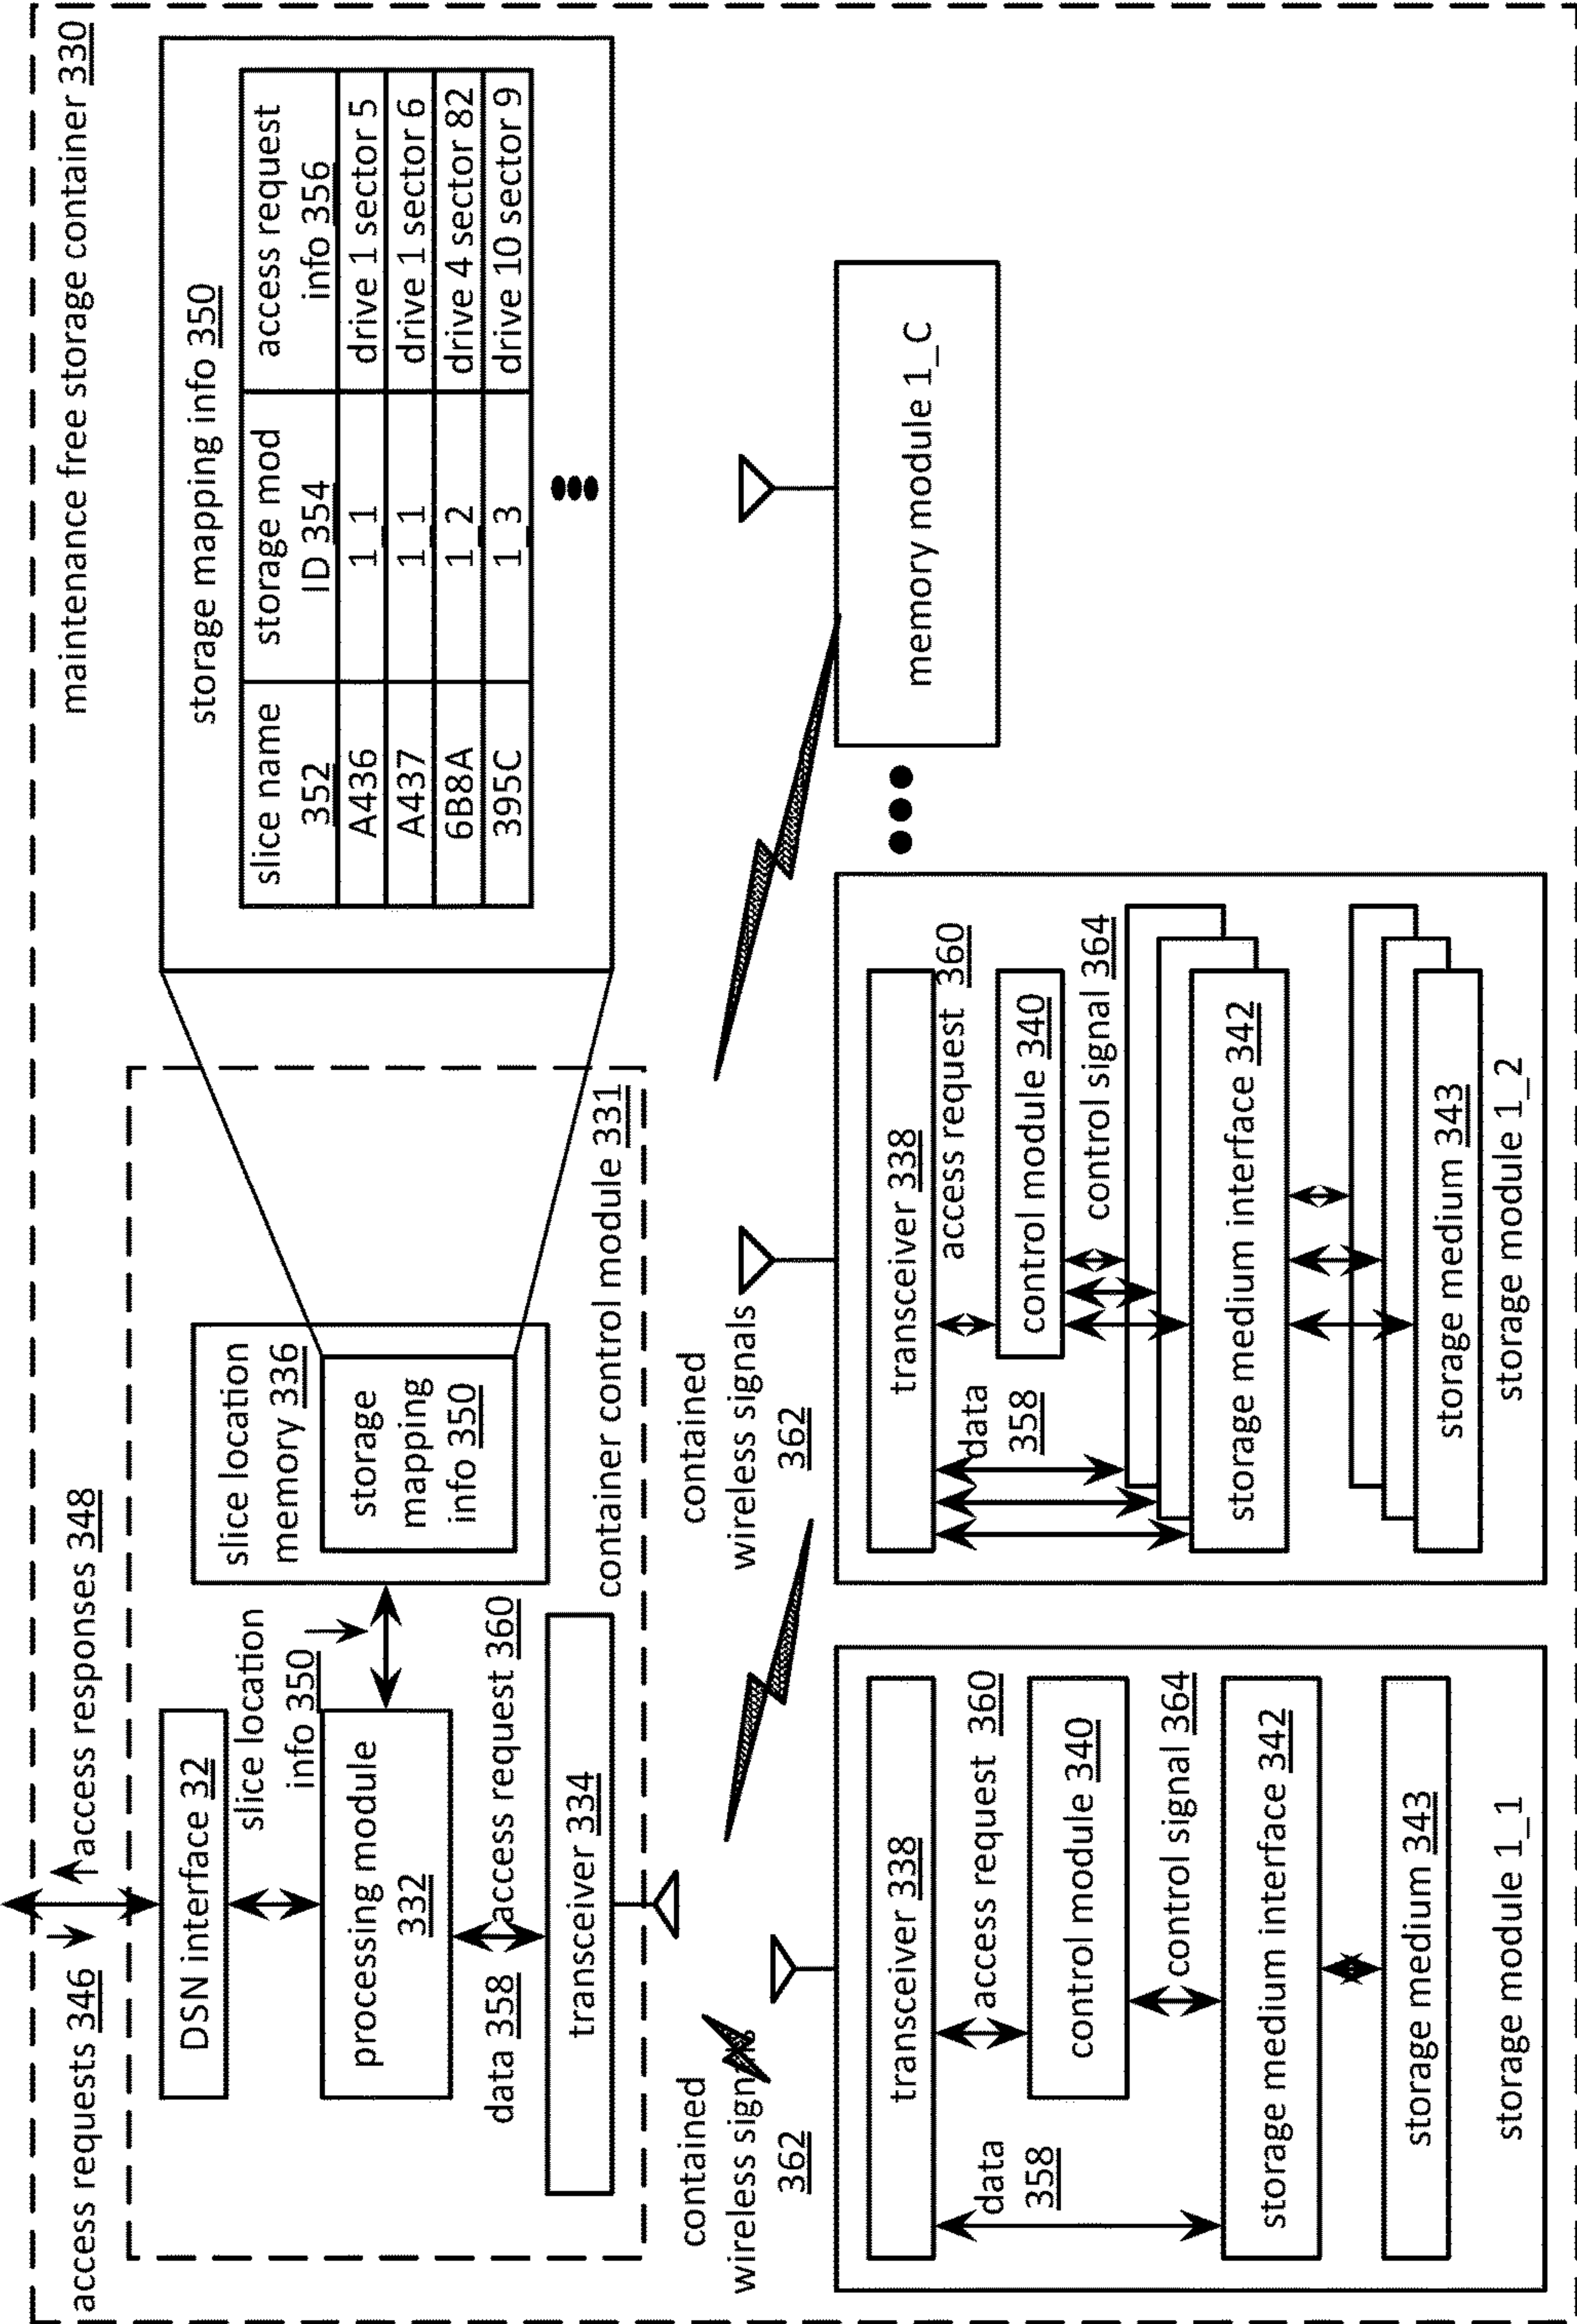 maintenance free storage container 330
access requests 346
access responses 348
DSN interface 32
slice location
info 350
processing module
332
data 358
access request 360
transceiver 334
slice location
memory 336
storage
mapping
info 350
container control module 331
storage mapping info 350
slice name
352
storage mod
ID 354
access request
info 356
A436
1_1
drive 1 sector 5
A437
1_1
drive 1 sector 6
6B8A
1_2
drive 4 sector 82
395C
1_3
drive 10 sector 9
contained
wireless signals
362
contained
wireless signals
362
transceiver 338
data
358
access request 360
control module 340
control signal 364
storage medium interface 342
storage medium 343
storage module 1_1
transceiver 338
data
358
access request 360
control module 340
control signal 364
storage medium interface 342
storage medium 343
storage module 1_2
memory module 1_C